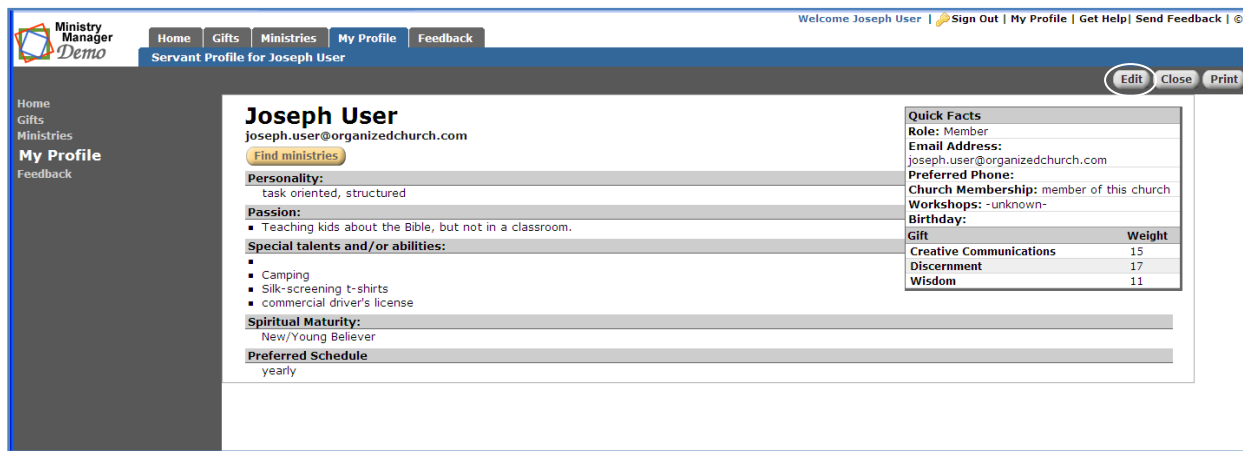 Welcome Joseph User | Sign Out | My Profile | Get Help| Send Feedback | ©
Ministry
Manager
Demo
Home Gifts Ministries My Profile Feedback
Servant Profile for Joseph User
Edit Close Print
Home
Gifts
Ministries
My Profile
Feedback
Joseph User
joseph.user@organizedchurch.com
Find ministries
Personality:
task oriented, structured
Passion:
▪ Teaching kids about the Bible, but not in a classroom.
Special talents and/or abilities:
▪
▪ Camping
▪ Silk-screening t-shirts
▪ commercial driver's license
Spiritual Maturity:
New/Young Believer
Preferred Schedule
yearly
Quick Facts
Role: Member
Email Address:
joseph.user@organizedchurch.com
Preferred Phone:
Church Membership: member of this church
Workshops: -unknown-
Birthday:
Gift Weight
Creative Communications 15
Discernment 17
Wisdom 11